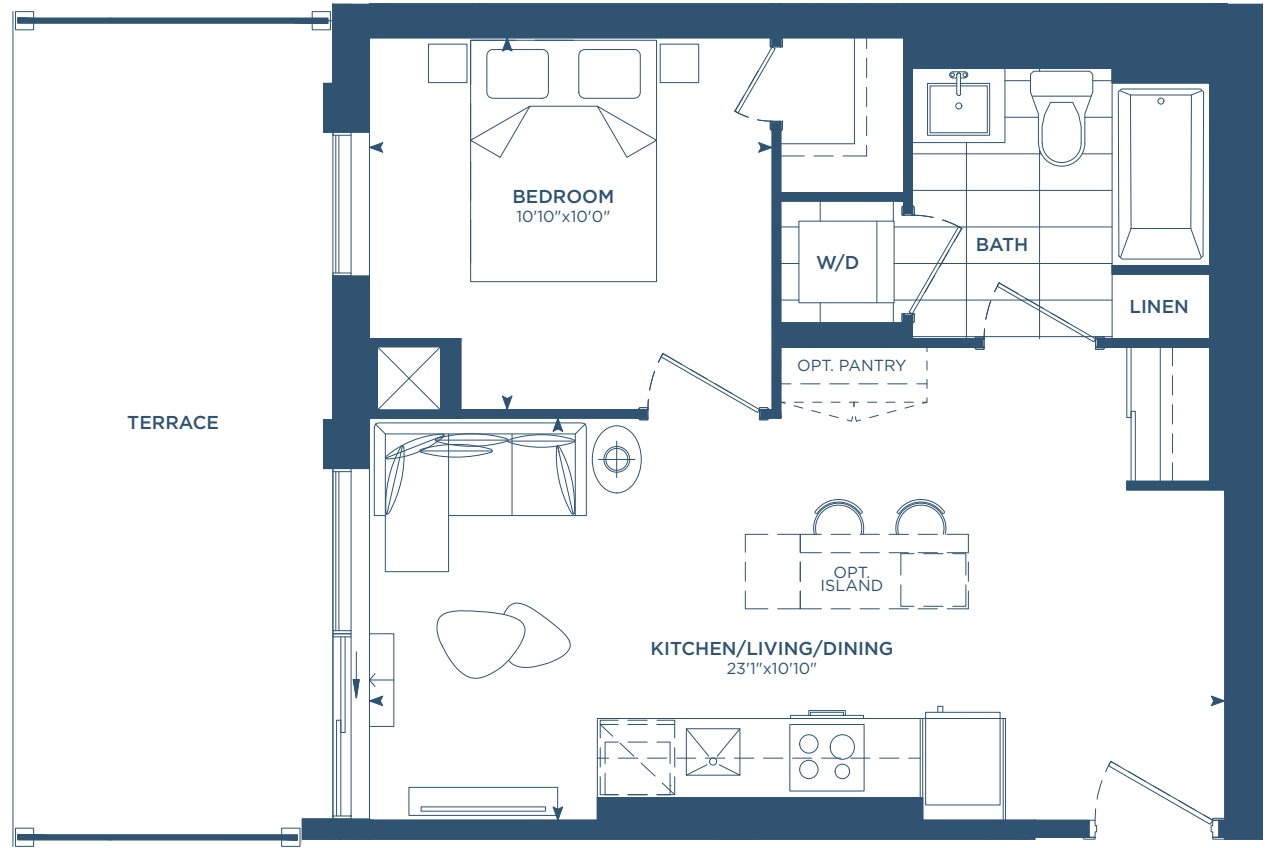 BEDROOM
10'10"x10'0"
W/D
BATH
LINEN
OPT. PANTRY
TERRACE
OPT.
ISLAND
KITCHEN/LIVING/DINING
23'1"x10'10"